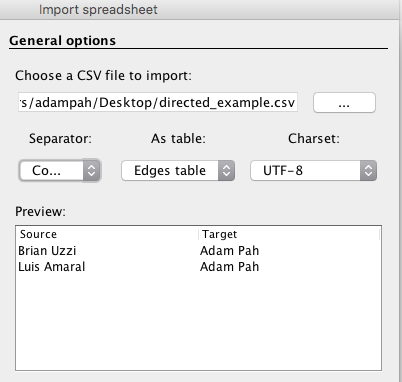 Import spreadsheet
General options
Choose a CSV file to import:
s/adampah/Desktop/directed_example.csv ...
Separator: As table: Charset:
Co... Edges table UTF-8
Preview:
Source Target
Brian Uzzi Adam Pah
Luis Amaral Adam Pah